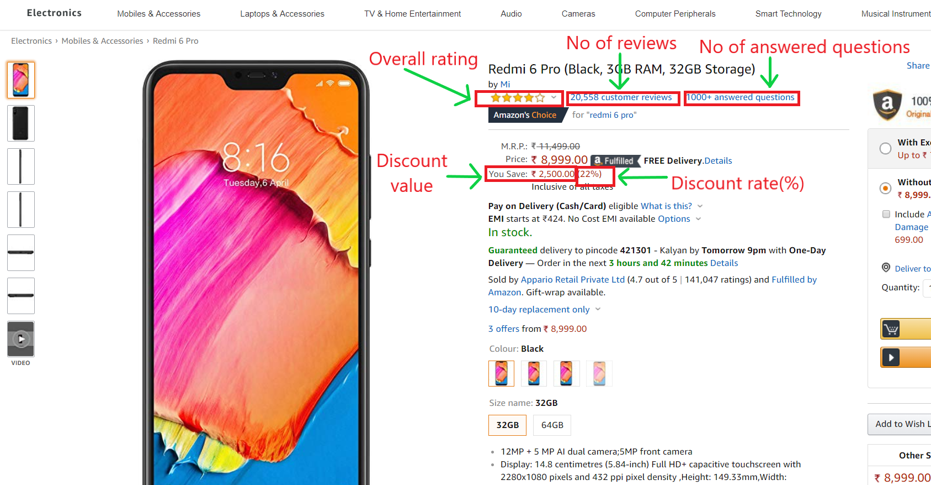 Electronics Mobiles & Accessories Laptops & Accessories TV & Home Entertainment Audio Cameras Computer Peripherals Smart Technology Musical Instrument
Electronics › Mobiles & Accessories › Redmi 6 Pro
Overall rating
No of reviews
No of answered questions
Redmi 6 Pro (Black, 3GB RAM, 32GB Storage)
by Mi
20,558 customer reviews
1000+ answered questions
Amazon's Choice for "redmi 6 pro"
M.R.P.: ₹ 11,499.00
Price: ₹ 8,999.00 a Fulfilled FREE Delivery.Details
You Save: ₹ 2,500.00 (22%)
Inclusive of all taxes
Discount
value
Discount rate(%)
Pay on Delivery (Cash/Card) eligible What is this?
EMI starts at ₹424. No Cost EMI available Options
In stock.
Guaranteed delivery to pincode 421301 - Kalyan by Tomorrow 9pm with One-Day
Delivery — Order in the next 3 hours and 42 minutes Details
Sold by Appario Retail Private Ltd (4.7 out of 5 | 141,047 ratings) and Fulfilled by
Amazon. Gift-wrap available.
10-day replacement only
3 offers from ₹ 8,999.00
Colour: Black
Size name: 32GB
32GB 64GB
• 12MP + 5 MP AI dual camera;5MP front camera
• Display: 14.8 centimetres (5.84-inch) Full HD+ capacitive touchscreen with
2280x1080 pixels and 432 ppi pixel density ,Height: 149.33mm,Width:
8:16
Tuesday,6 April
VIDEO
Share
a 100%
Origina
With Exc
Up to ₹
Without
₹ 8,999.
Include A
Damage
699.00
Deliver to
Quantity:
Add to Wish L
Other S
₹ 8,999.00